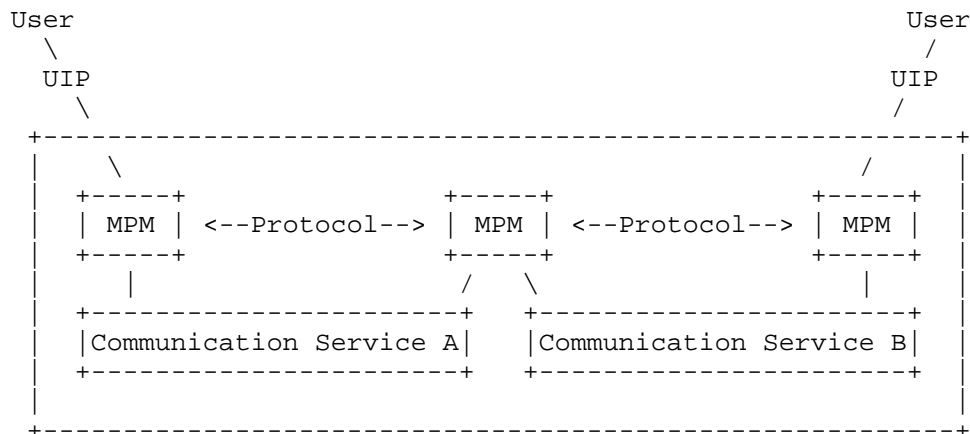 User User
UIP UIP
MPM <--Protocol--> MPM <--Protocol--> MPM
Communication Service A Communication Service B